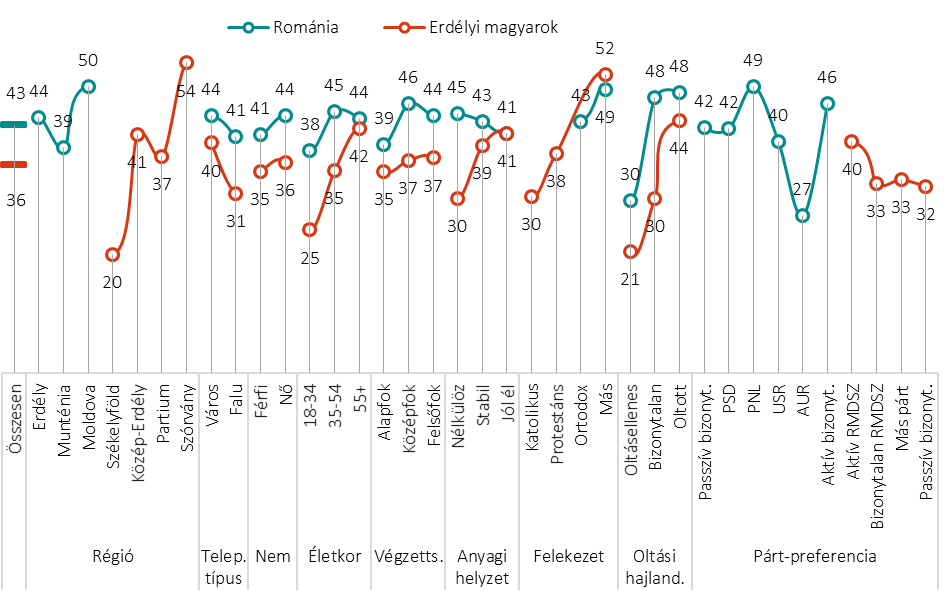 Románia
Erdélyi magyarok
43
36
44
39
50
20
41
37
54
44
41
40
31
41
44
35
36
38
45
44
25
35
42
39
46
44
35
37
37
45
43
41
30
39
41
30
38
43
49
52
30
48
48
21
30
44
42
42
49
40
27
46
40
33
33
32
Összesen
Erdély
Munténia
Moldova
Székelyföld
Közép-Erdély
Partium
Szórvány
Város
Falu
Férfi
Nő
18-34
35-54
55+
Alapfok
Középfok
Felsőfok
Nélkülöz
Stabil
Jól él
Katolikus
Protestáns
Ortodox
Más
Oltásellenes
Bizonytalan
Oltott
Passzív bizonyt.
PSD
PNL
USR
AUR
Aktív bizonyt.
Aktív RMDSZ
Bizonytalan RMDSZ
Más párt
Passzív bizonyt.
Régió
Telep.
típus
Nem
Életkor
Végzetts.
Anyagi
helyzet
Felekezet
Oltási
hajland.
Párt-preferencia